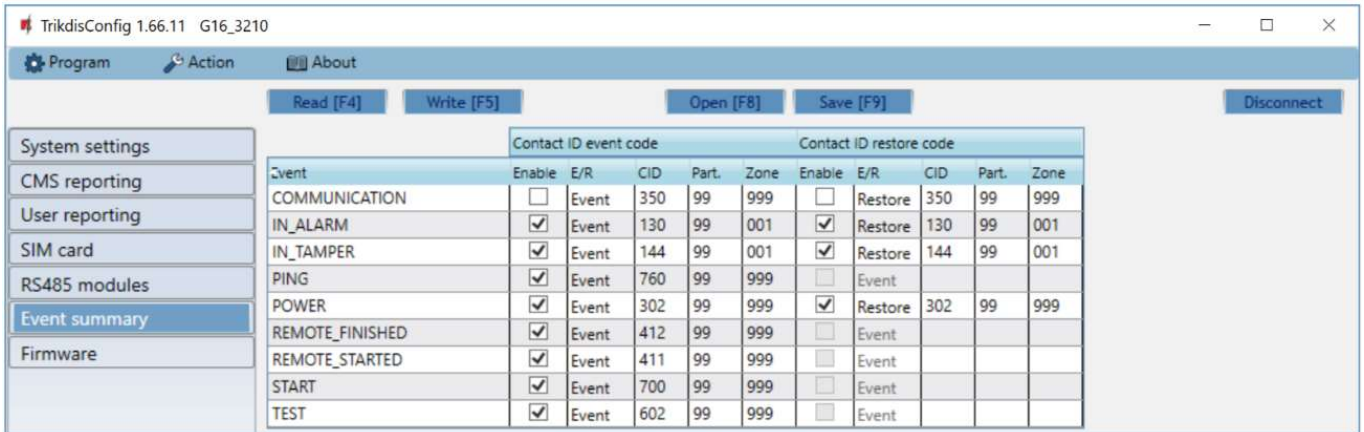 TrikdisConfig 1.66.11 G16_3210
Program Action About
Read [F4] Write [F5] Open [F8] Save [F9] Disconnect
System settings
CMS reporting
User reporting
SIM card
RS485 modules
Event summary
Firmware
Contact ID event code Contact ID restore code
Event Enable E/R CID Part. Zone Enable E/R CID Part. Zone
COMMUNICATION Event 350 99 999 Restore 350 99 999
IN_ALARM Event 130 99 001 Restore 130 99 001
IN_TAMPER Event 144 99 001 Restore 144 99 001
PING Event 760 99 999 Event
POWER Event 302 99 999 Restore 302 99 999
REMOTE_FINISHED Event 412 99 999 Event
REMOTE_STARTED Event 411 99 999 Event
START Event 700 99 999 Event
TEST Event 602 99 999 Event